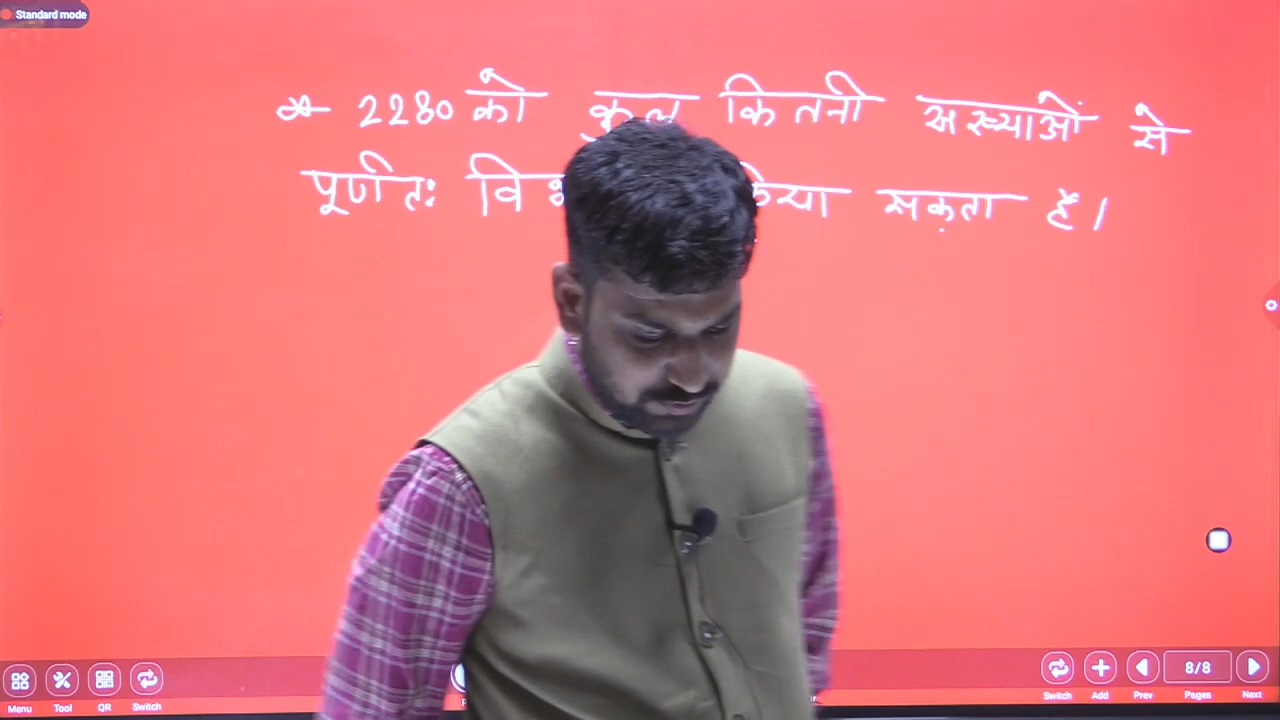 Standard mode
* 2280 को कुल कितनी संख्याओं से
पूर्णतः किया सकता है।
Menu Tool QR Switch Switch Add Prev 8/8 Pages Next